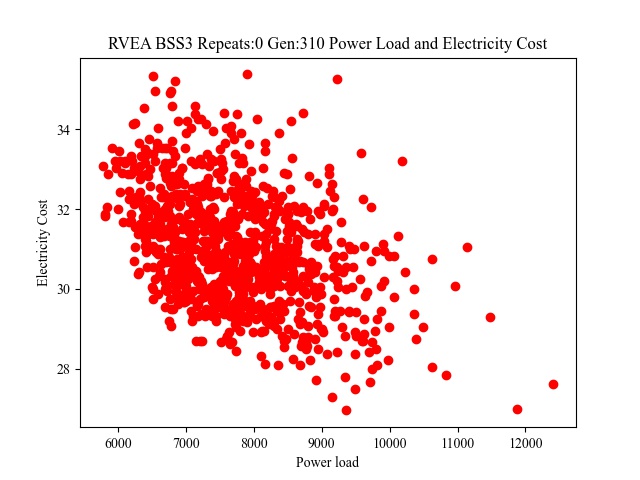 RVEA BSS3 Repeats:0 Gen:310 Power Load and Electricity Cost
34
32
30
28
Electricity Cost
6000 7000 8000 9000 10000 11000 12000
Power load